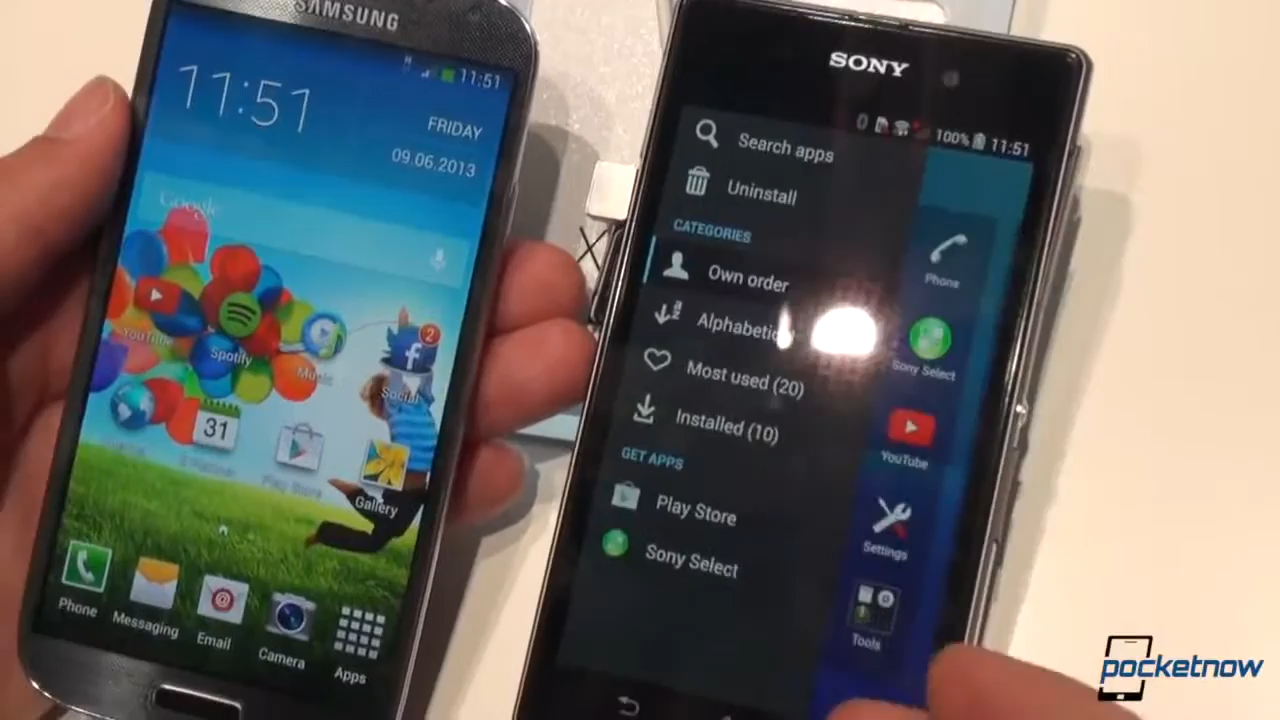 SAMSUNG
11:51
11:51
FRIDAY
09.06.2013
Google
YouTube
Spotify
Music
2
Social
31
Play Store
Gallery
Phone
Messaging
Email
Camera
Apps
SONY
100% 11:51
Search apps
Uninstall
CATEGORIES
Own order
Alphabetic
Most used (20)
Installed (10)
GET APPS
Play Store
Sony Select
Phone
Sony Select
YouTube
Settings
Tools
X
pocketnow